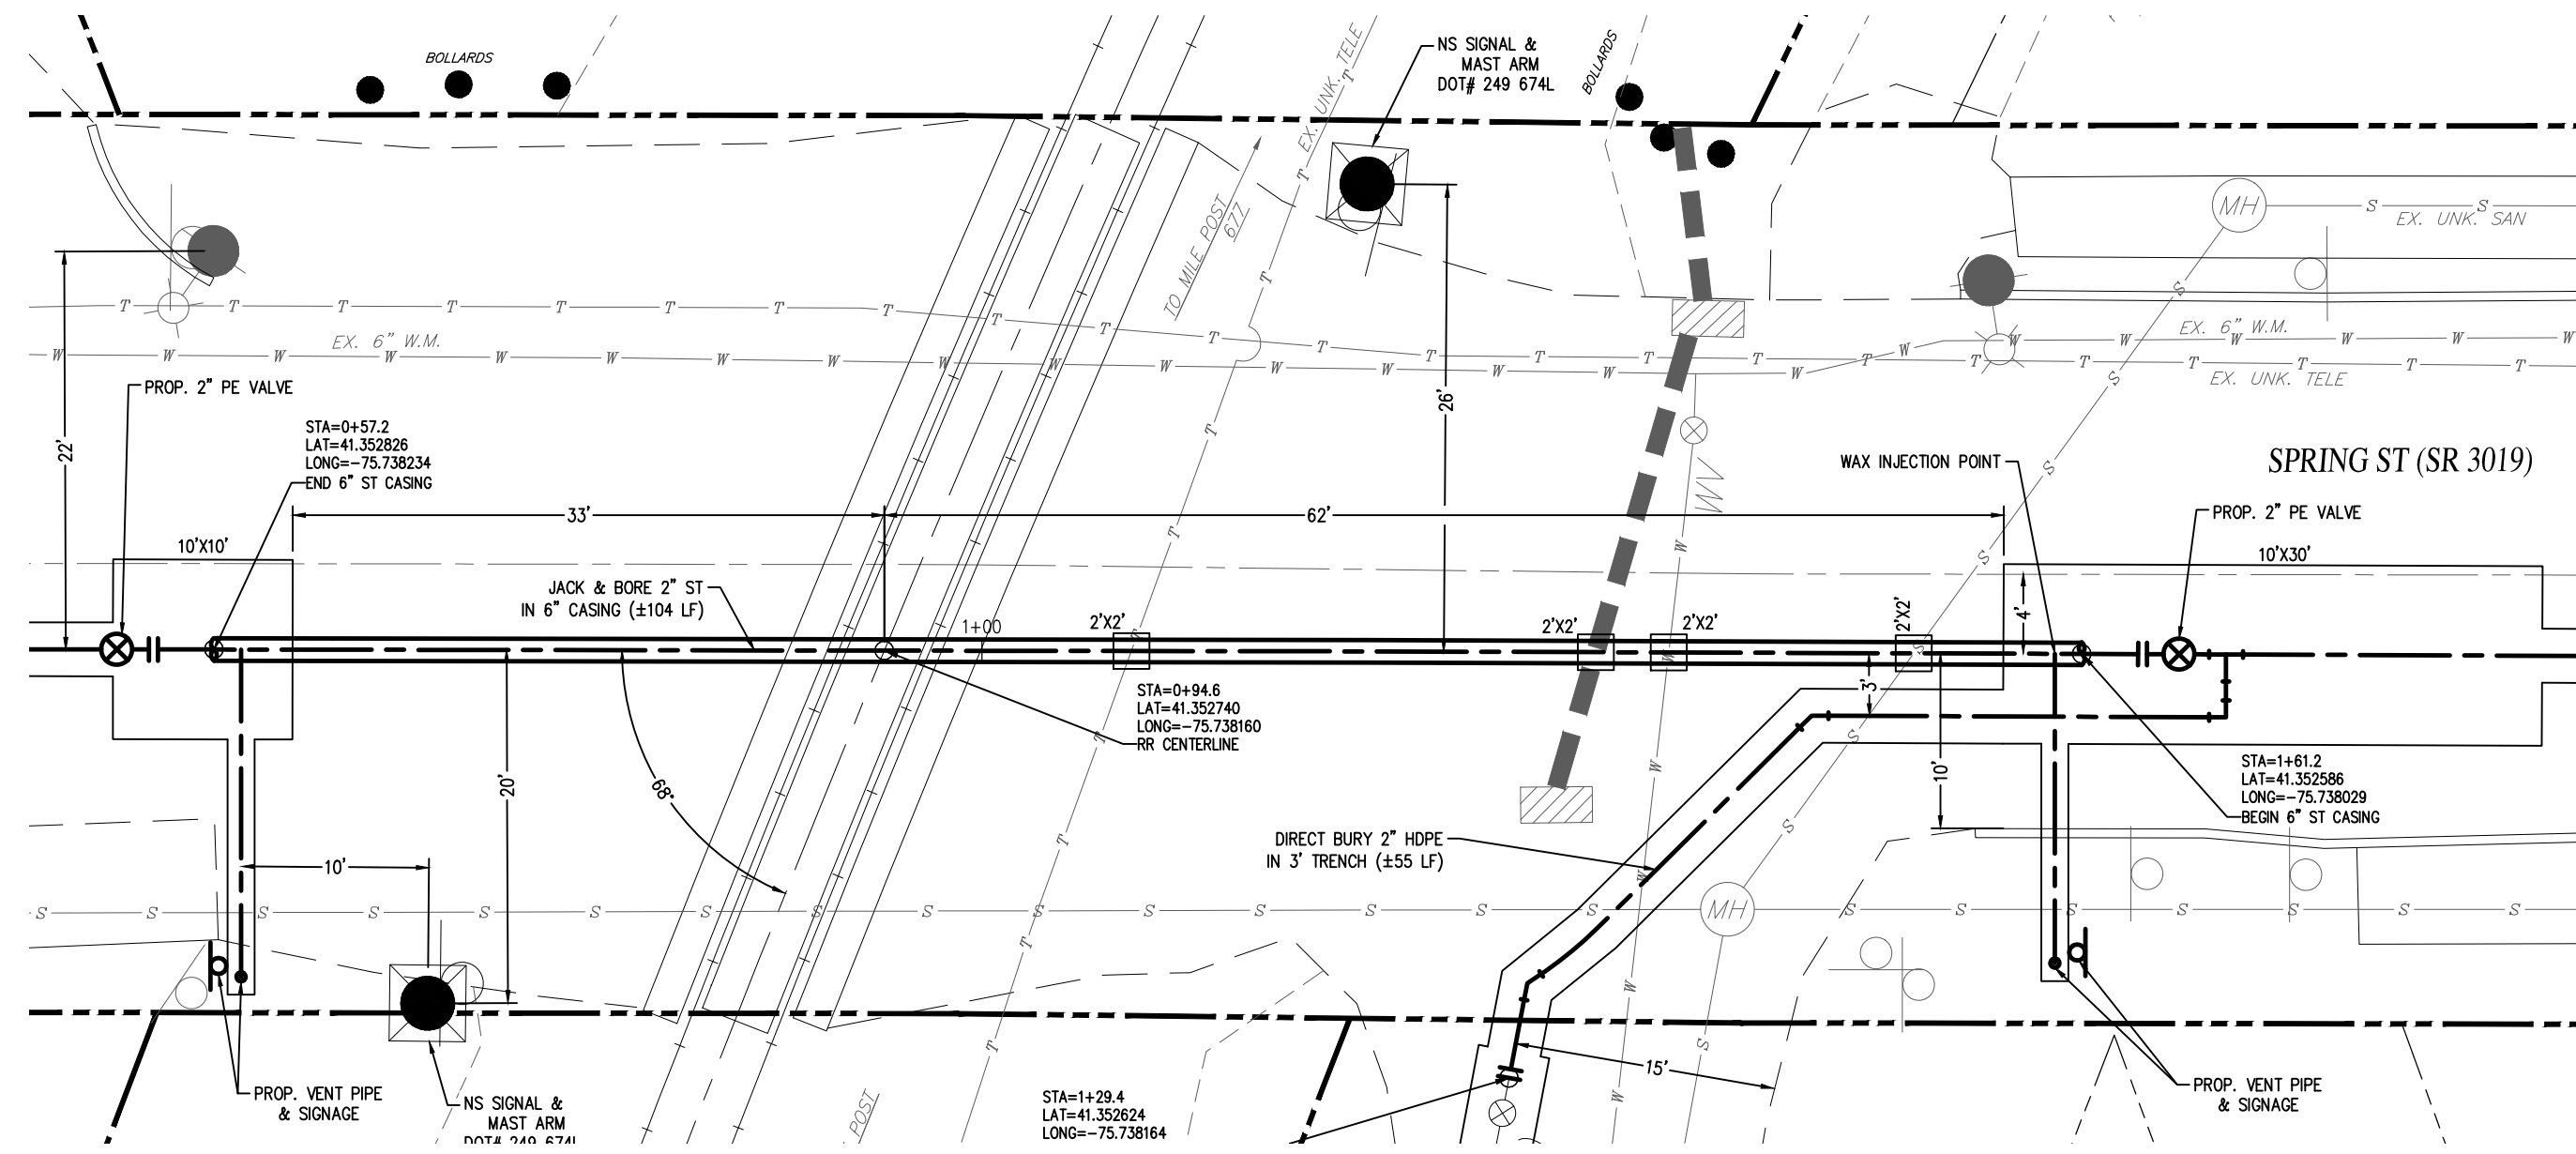 BOLLARDS
NS SIGNAL &
MAST ARM
DOT# 249 674L
BOLLARDS
EX. UNK. TELE
T
TO MILE POST
677
MH
S S
EX. UNK. SAN
22'
T T T T T T T T T T T T T T T T T T T T T T T
EX. 6" W.M.
W W W W W W W W W W W W W W W W W W W W W W W W
EX. 6" W.M.
EX. UNK. TELE
PROP. 2" PE VALVE
26'
STA=0+57.2
LAT=41.352826
LONG=-75.738234
END 6" ST CASING
WV
WAX INJECTION POINT
SPRING ST (SR 3019)
33'
62'
PROP. 2" PE VALVE
10'X10'
10'X30'
JACK & BORE 2" ST
IN 6" CASING (±104 LF)
1+00
2'X2'
2'X2'
2'X2'
2'X2'
4'
3'
STA=0+94.6
LAT=41.352740
LONG=-75.738160
RR CENTERLINE
20'
68°
10'
STA=1+61.2
LAT=41.352586
LONG=-75.738029
BEGIN 6" ST CASING
DIRECT BURY 2" HDPE
IN 3' TRENCH (±55 LF)
10'
S S S S S S S S S S S S S S S MH S S S S S S S
15'
PROP. VENT PIPE
& SIGNAGE
NS SIGNAL &
MAST ARM
DOT# 249 674L
POST
STA=1+29.4
LAT=41.352624
LONG=-75.738164
PROP. VENT PIPE
& SIGNAGE